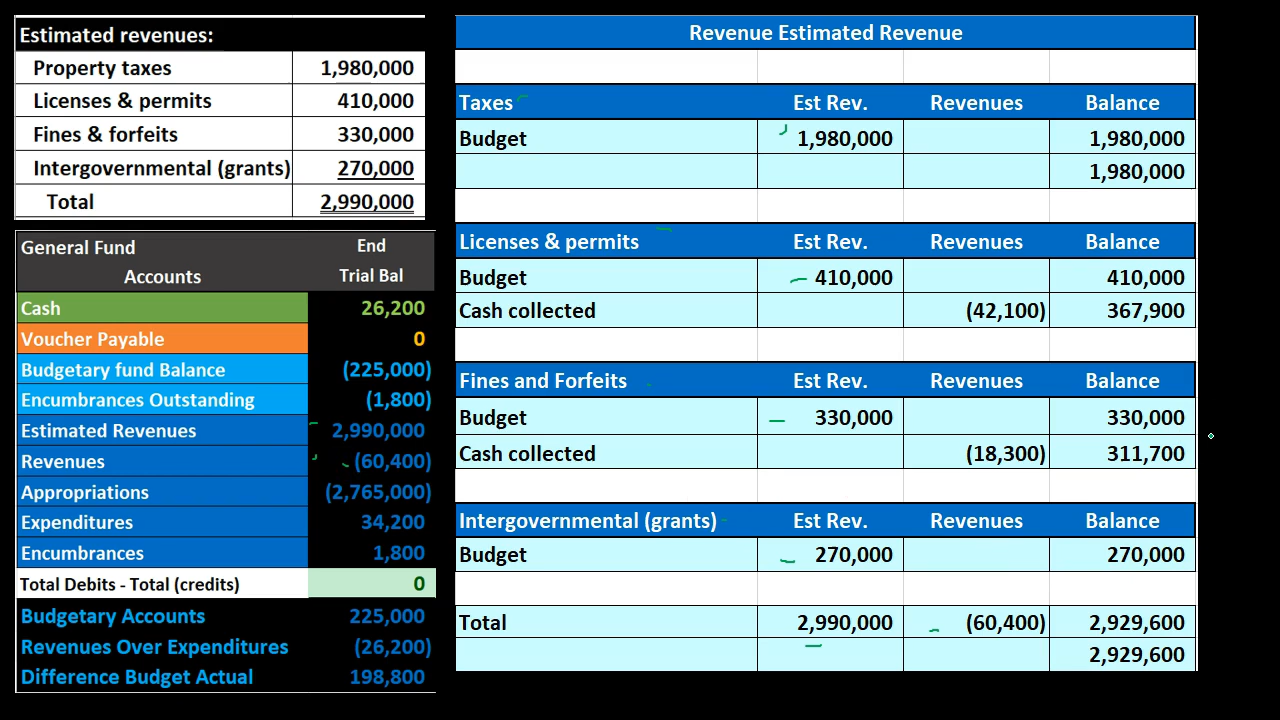 Estimated revenues:
Property taxes 1,980,000
Licenses & permits 410,000
Fines & forfeits 330,000
Intergovernmental (grants) 270,000
Total 2,990,000
General Fund End
Accounts Trial Bal
Cash 26,200
Voucher Payable 0
Budgetary fund Balance (225,000)
Encumbrances Outstanding (1,800)
Estimated Revenues 2,990,000
Revenues (60,400)
Appropriations (2,765,000)
Expenditures 34,200
Encumbrances 1,800
Total Debits - Total (credits) 0
Budgetary Accounts 225,000
Revenues Over Expenditures (26,200)
Difference Budget Actual 198,800
Revenue Estimated Revenue
Taxes Est Rev. Revenues Balance
Budget 1,980,000 1,980,000
1,980,000
Licenses & permits Est Rev. Revenues Balance
Budget 410,000 410,000
Cash collected (42,100) 367,900
Fines and Forfeits Est Rev. Revenues Balance
Budget 330,000 330,000
Cash collected (18,300) 311,700
Intergovernmental (grants) Est Rev. Revenues Balance
Budget 270,000 270,000
Total 2,990,000 (60,400) 2,929,600
2,929,600